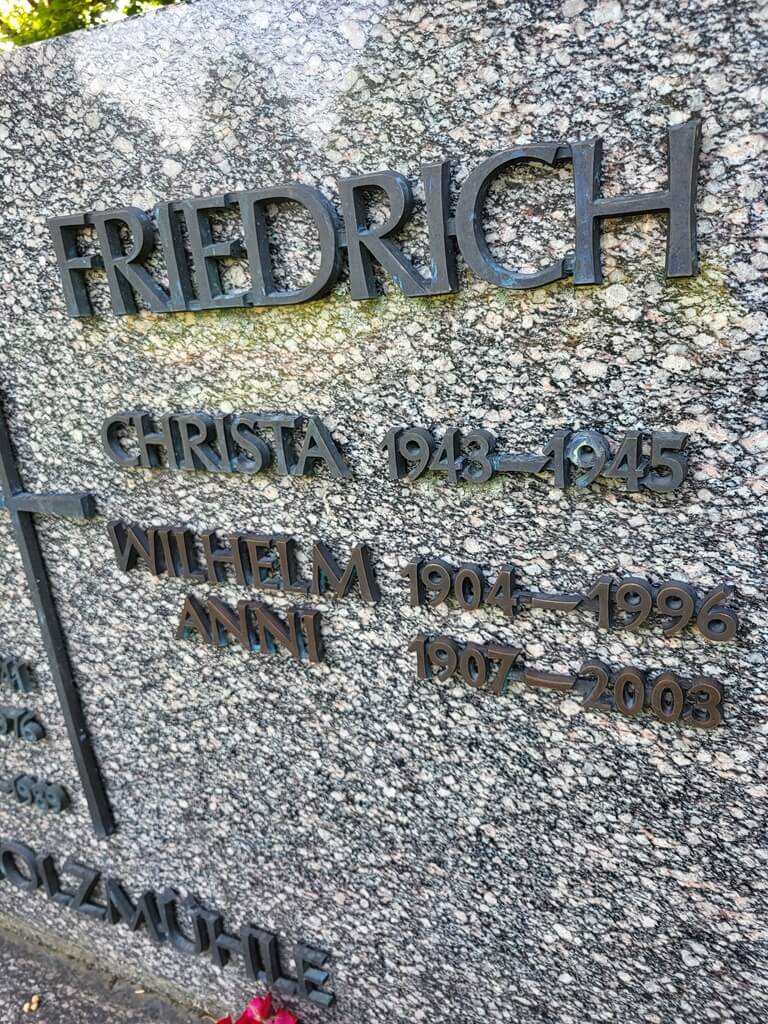 FRIEDRICH
CHRISTA 1943–1945
WILHELM 1904–1996
ANNI 1907–2003